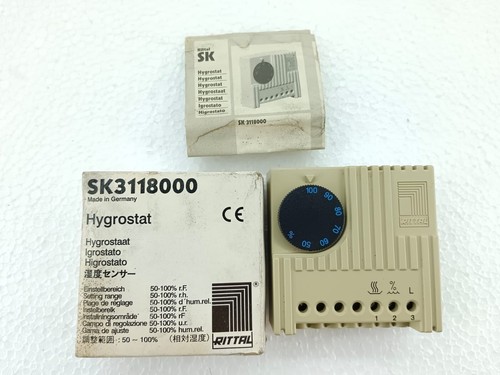 Rittal
SK
Hygrostat
Hygrostat
Hygrostat
Hygrostaat
Hygrostat
Igrostato
Higrostato
SK 3118000
SK3118000
Made in Germany
Hygrostat
CE
Hygrostaat
Igrostato
Higrostato
湿度センサー
Einstellbereich 50-100% r.F.
Setting range 50-100% r.h.
Plage de réglage 50-100% d´hum.rel.
Instelbereik 50-100% r.F.
Inställningsområde 50-100% rF
Campo di regolazione 50-100% u.r.
Gama de ajuste 50-100% hum.rel.
調整範囲:50～100% (相対湿度)
RITTAL
®
100
90
80
70
60
50
%
RITTAL
% L
1 2 3